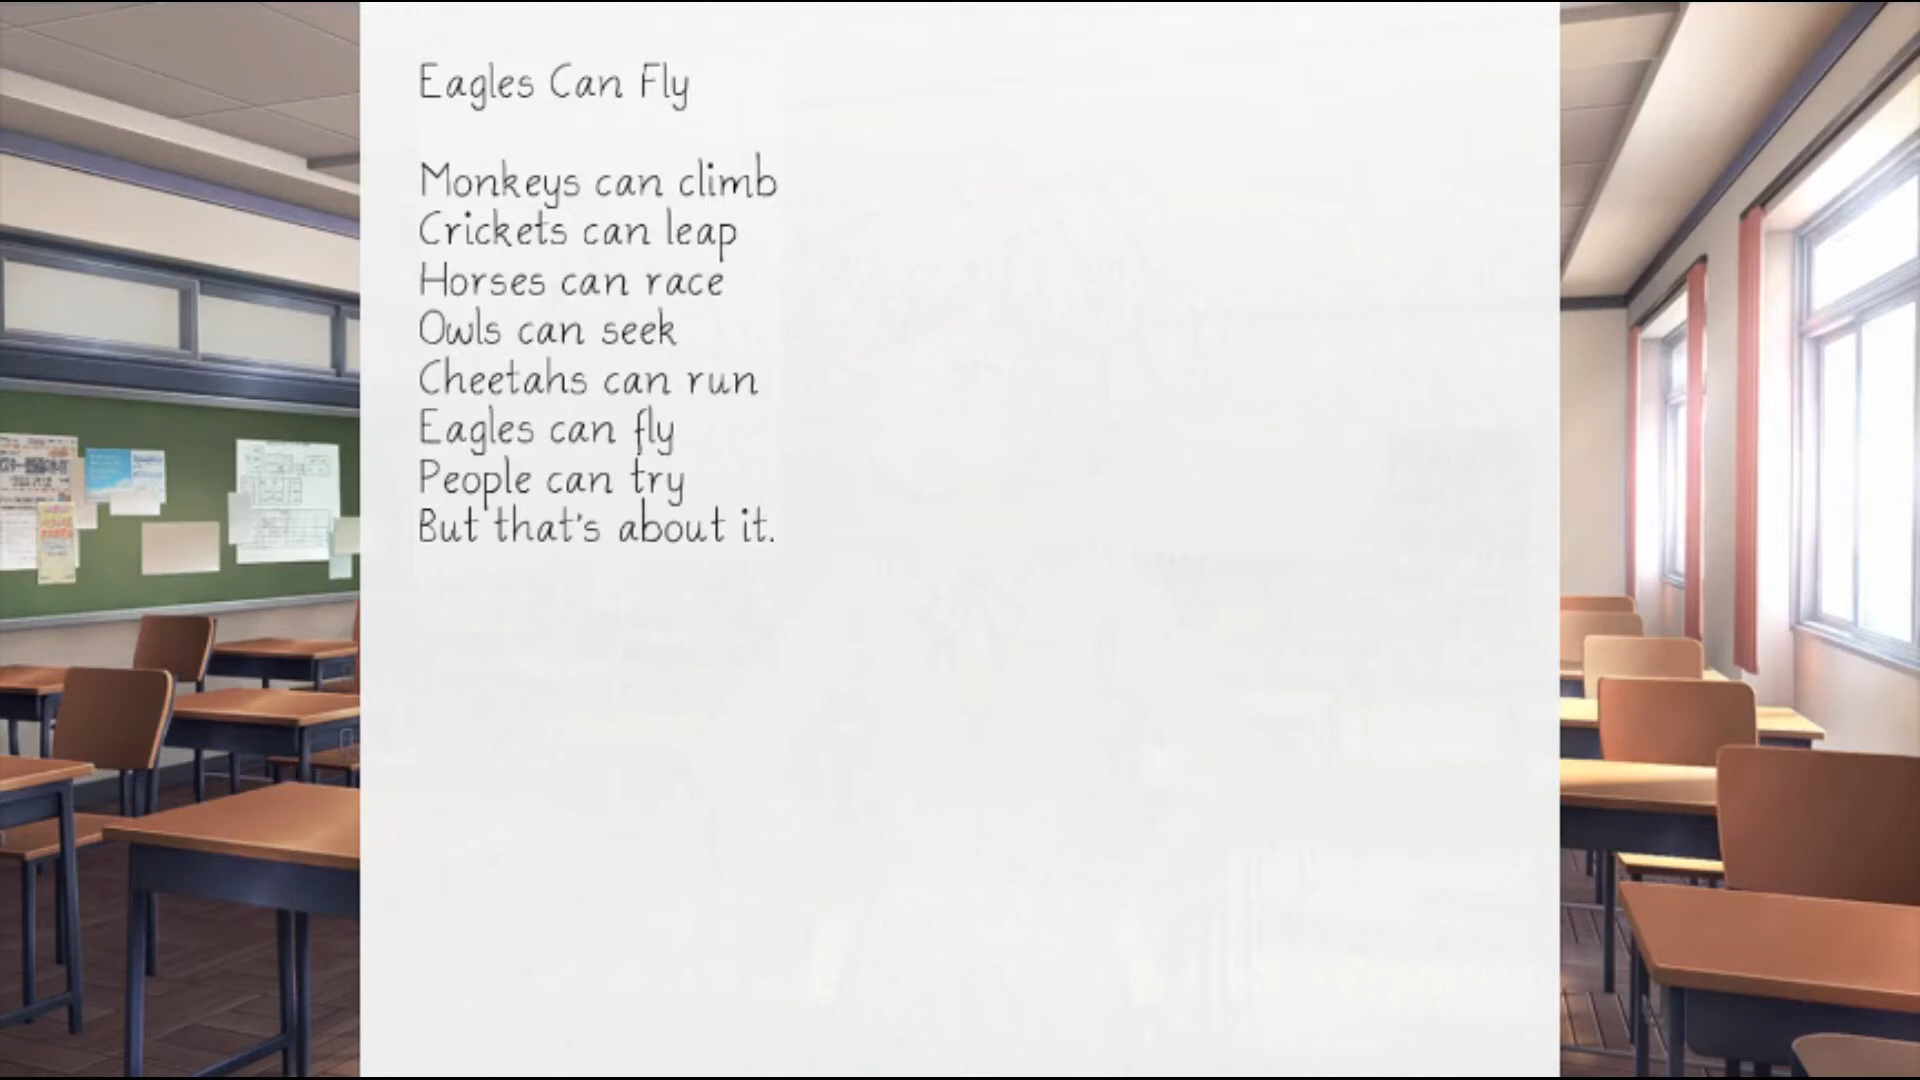 Eagles Can Fly
Monkeys can climb
Crickets can leap
Horses can race
Owls can seek
Cheetahs can run
Eagles can fly
People can try
But that's about it.